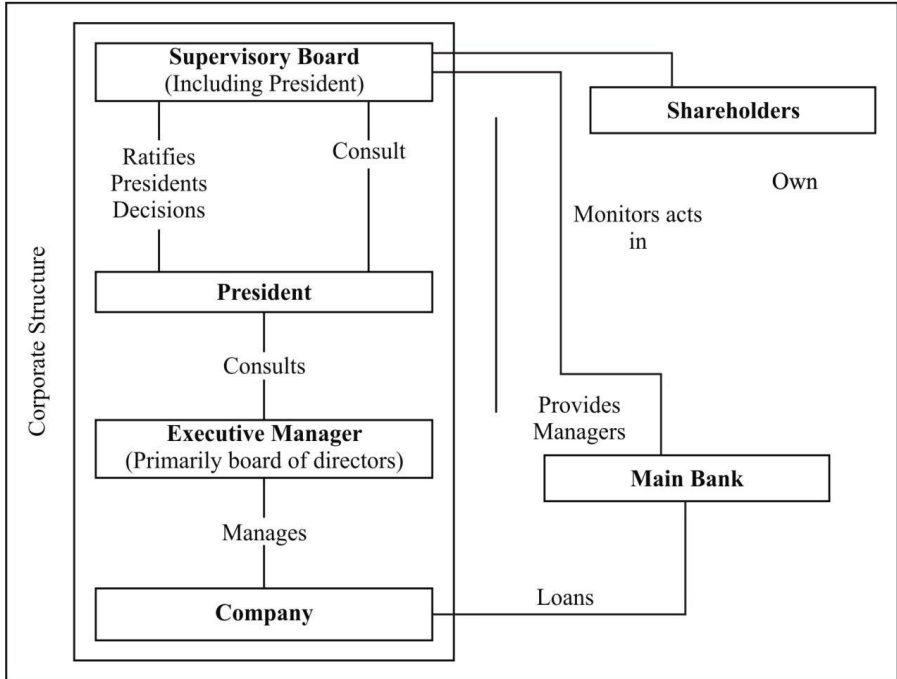 Supervisory Board
(Including President)
Shareholders
Ratifies
Presidents
Decisions
Consult
Own
Monitors acts
in
President
Corporate Structure
Consults
Provides
Managers
Executive Manager
(Primarily board of directors)
Main Bank
Manages
Company
Loans